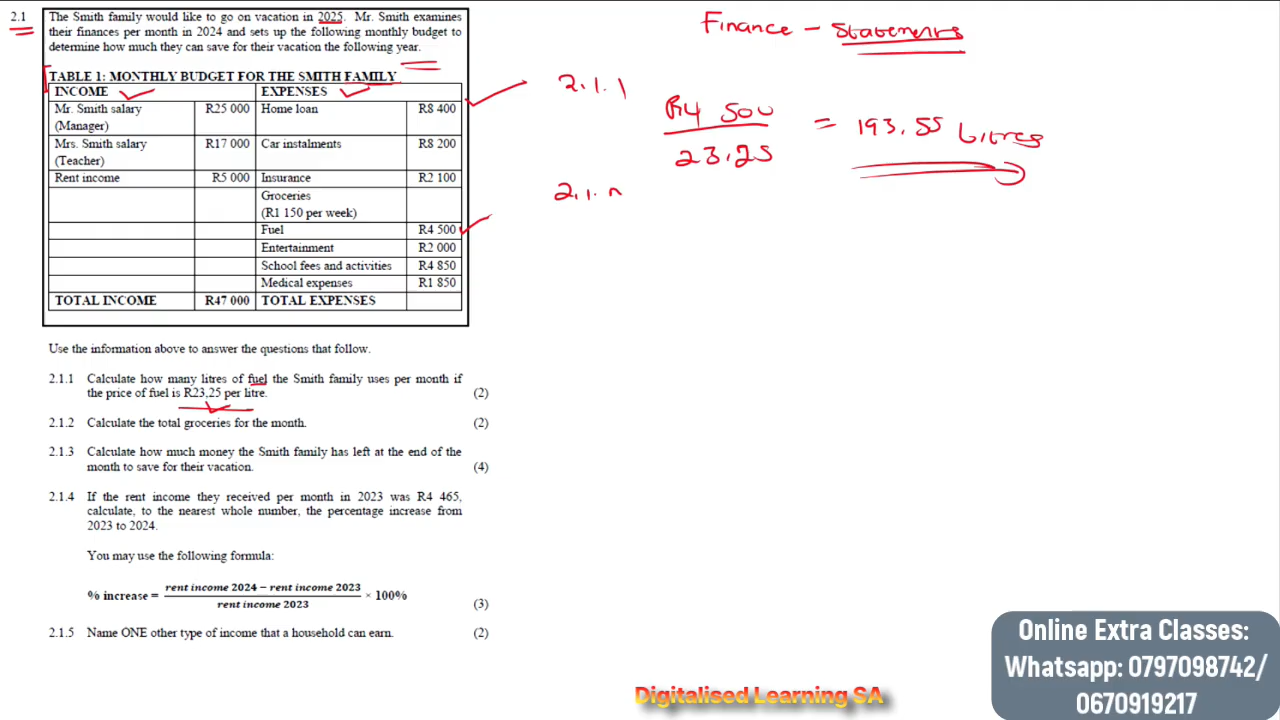 2.1 The Smith family would like to go on vacation in 2025. Mr. Smith examines
their finances per month in 2024 and sets up the following monthly budget to
determine how much they can save for their vacation the following year.
TABLE 1: MONTHLY BUDGET FOR THE SMITH FAMILY
INCOME EXPENSES
Mr. Smith salary (Manager) R25 000 Home loan R8 400
Mrs. Smith salary (Teacher) R17 000 Car instalments R8 200
Rent income R5 000 Insurance R2 100
Groceries (R1 150 per week)
Fuel R4 500
Entertainment R2 000
School fees and activities R4 850
Medical expenses R1 850
TOTAL INCOME R47 000 TOTAL EXPENSES
Use the information above to answer the questions that follow.
2.1.1 Calculate how many litres of fuel the Smith family uses per month if
the price of fuel is R23,25 per litre. (2)
2.1.2 Calculate the total groceries for the month. (2)
2.1.3 Calculate how much money the Smith family has left at the end of the
month to save for their vacation. (4)
2.1.4 If the rent income they received per month in 2023 was R4 465,
calculate, to the nearest whole number, the percentage increase from
2023 to 2024.
You may use the following formula:
% increase = rent income 2024 − rent income 2023 / rent income 2023 × 100% (3)
2.1.5 Name ONE other type of income that a household can earn. (2)
Finance – Statements
2.1.1
R4 500
23.25
= 193.55 Litres
2.1.
Online Extra Classes:
Whatsapp: 0797098742/
0670919217
Digitalised Learning SA